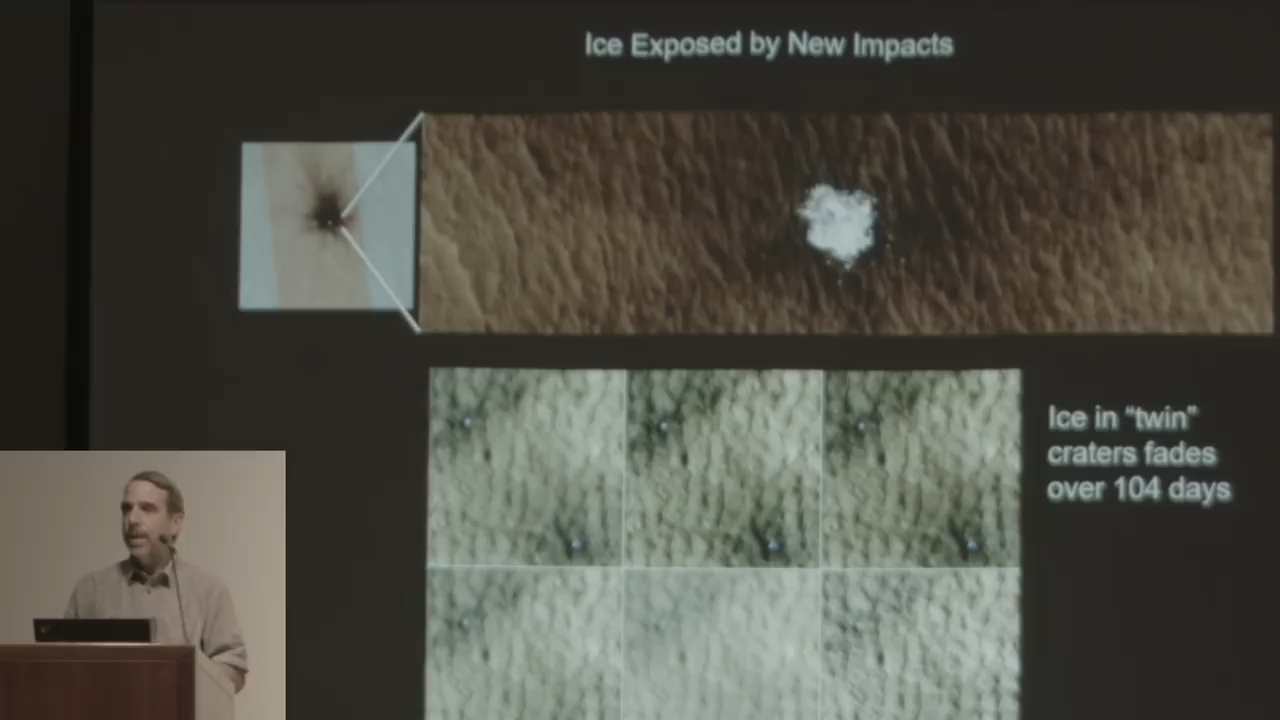 Ice Exposed by New Impacts
Ice in “twin”
craters fades
over 104 days